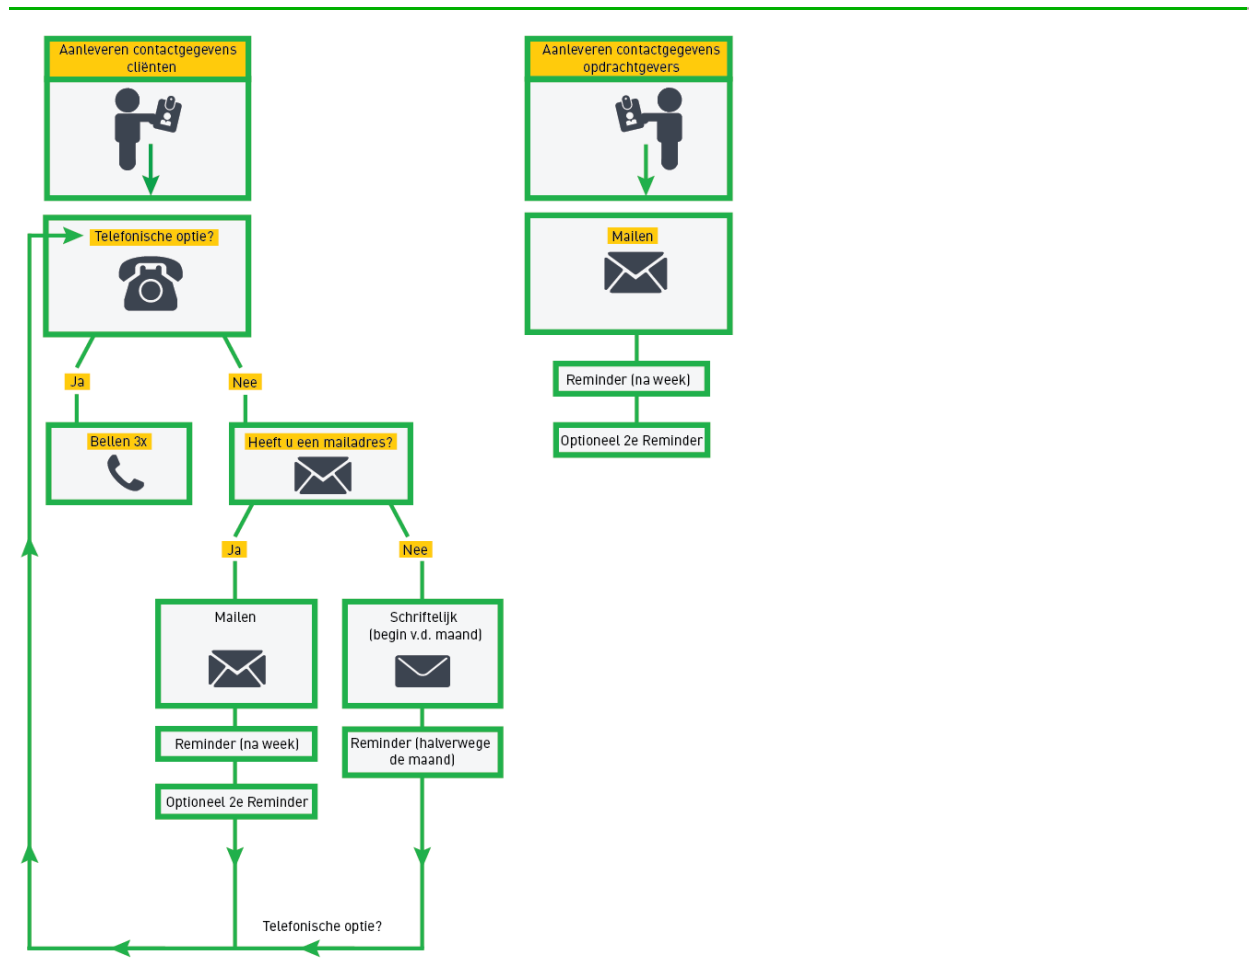 Aanleveren contactgegevens
cliënten
Telefonische optie?
Ja
Nee
Bellen 3x
Heeft u een mailadres?
Ja
Nee
Mailen
Schriftelijk
(begin v.d. maand)
Reminder (na week)
Reminder (halverwege
de maand)
Optioneel 2e Reminder
Telefonische optie?
Aanleveren contactgegevens
opdrachtgevers
Mailen
Reminder (na week)
Optioneel 2e Reminder